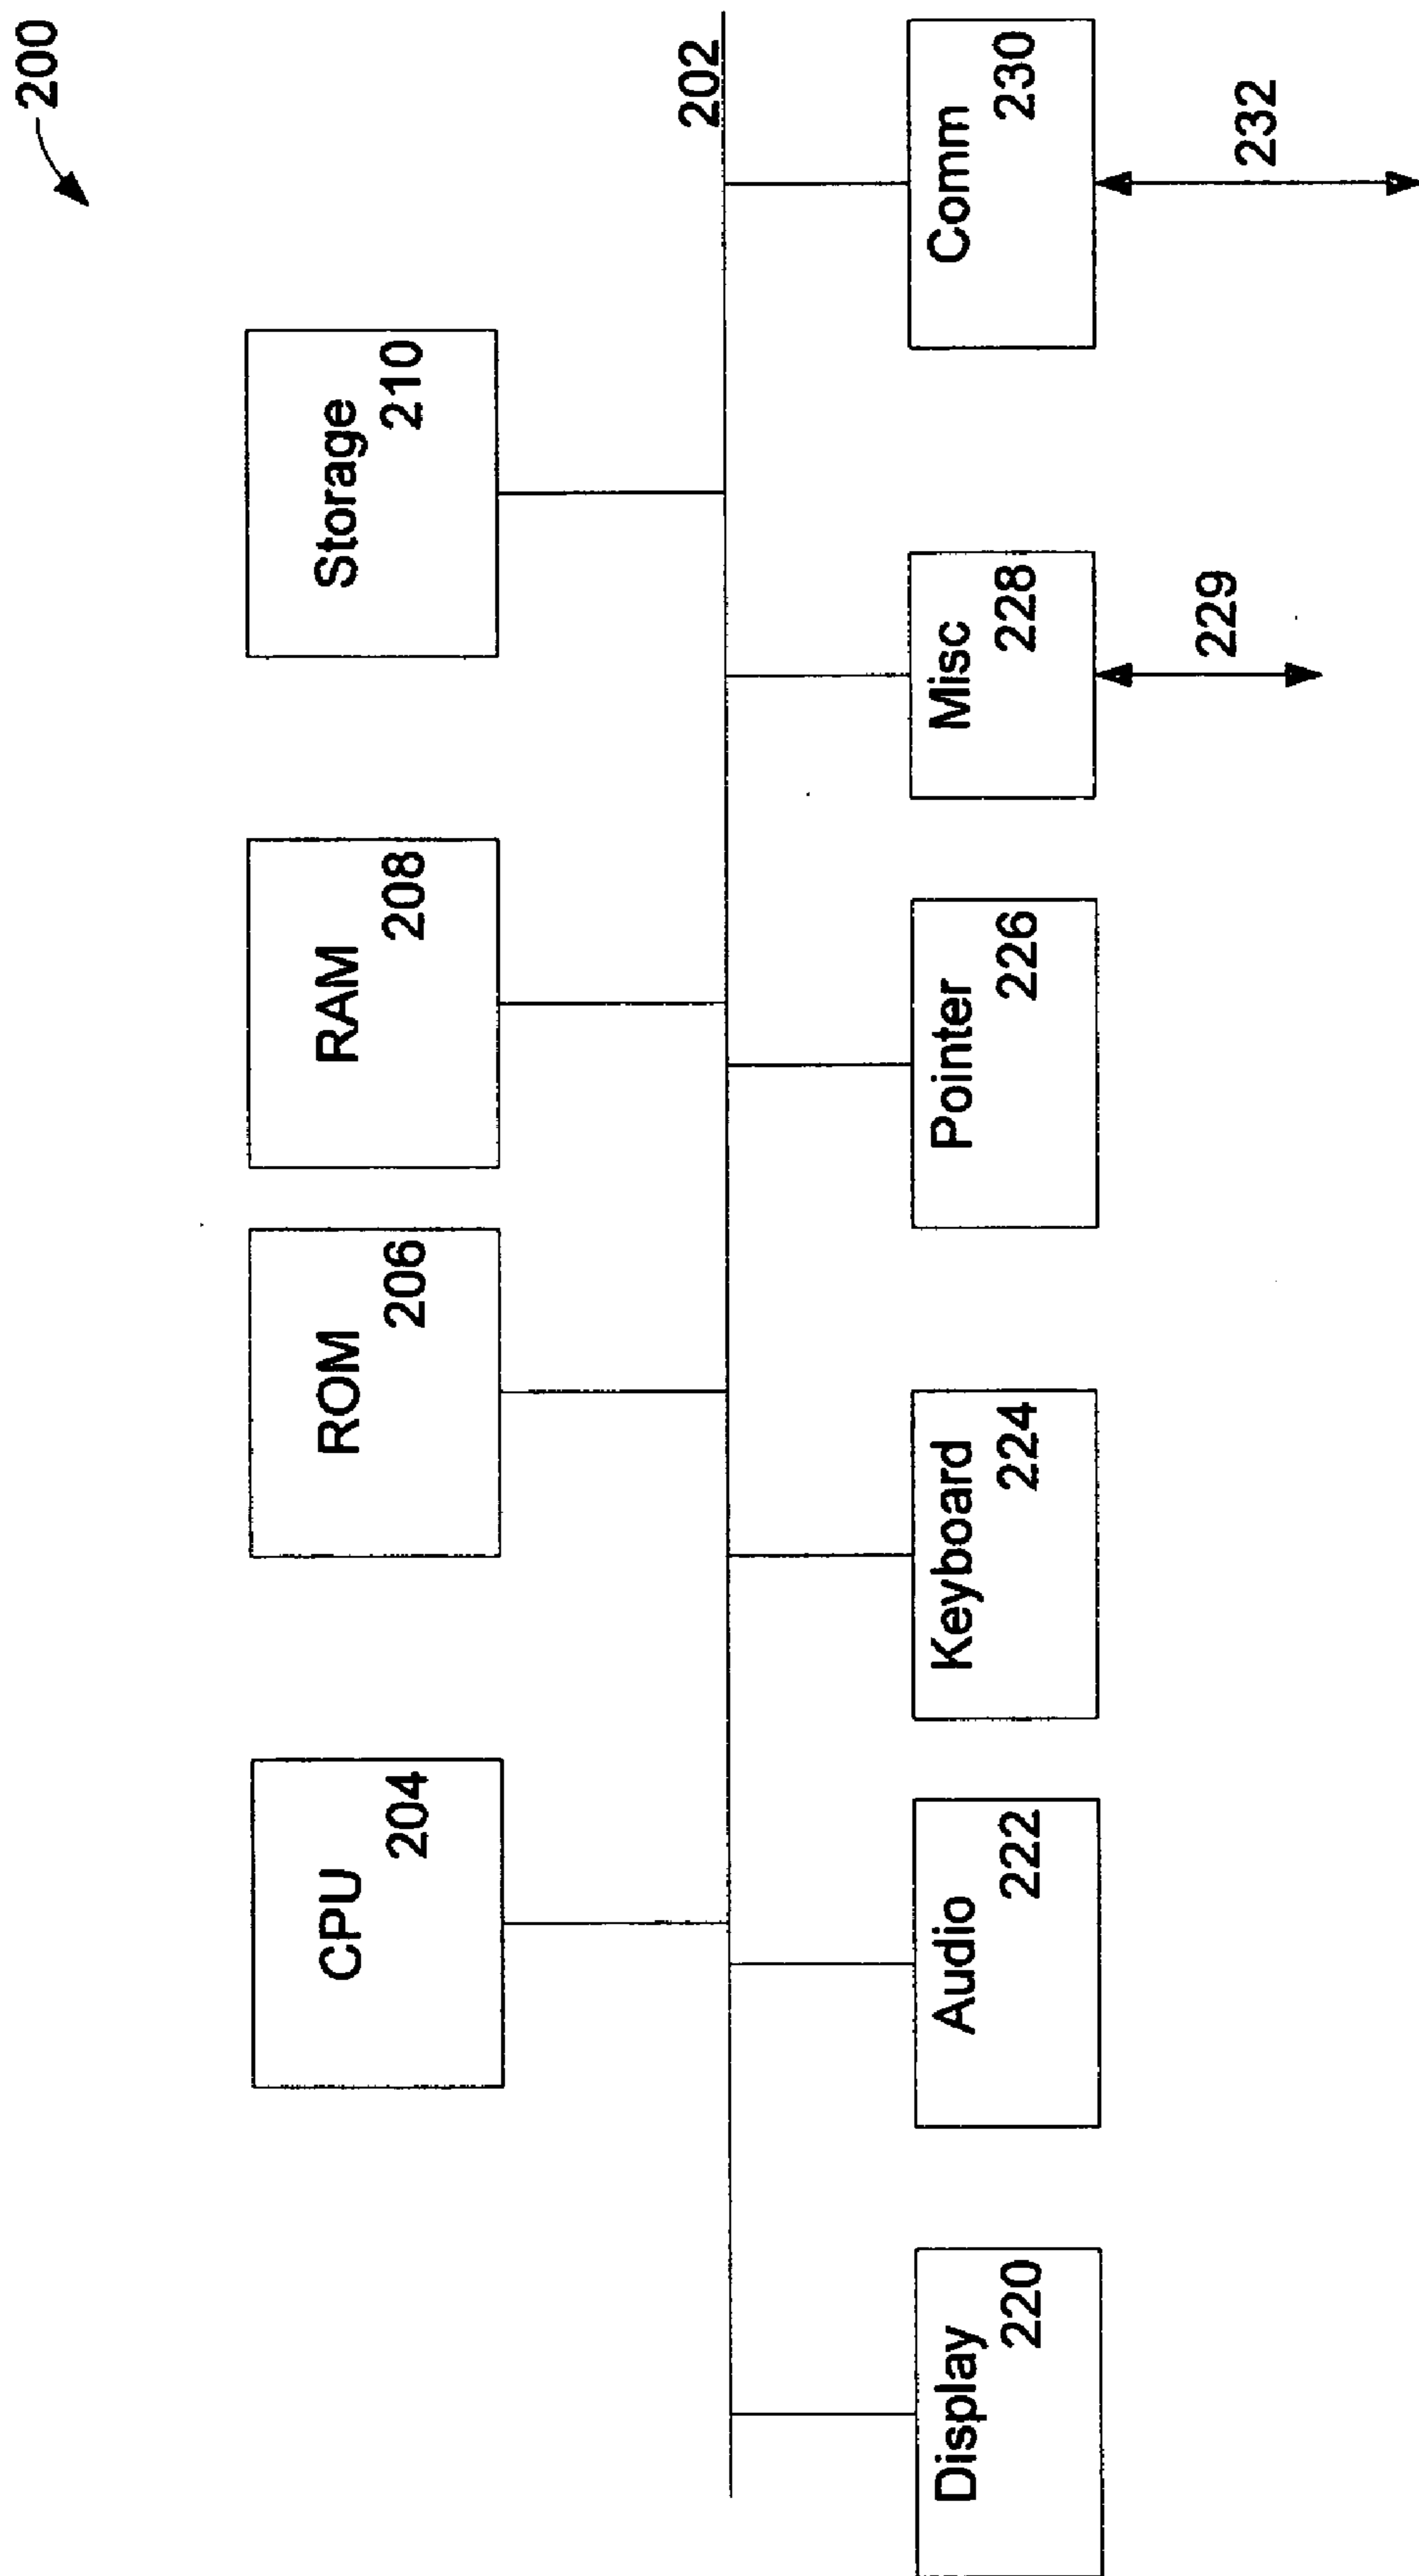 200
CPU
204
ROM
206
RAM
208
Storage
210
202
Display
220
Audio
222
Keyboard
224
Pointer
226
Misc
228
Comm
230
229
232